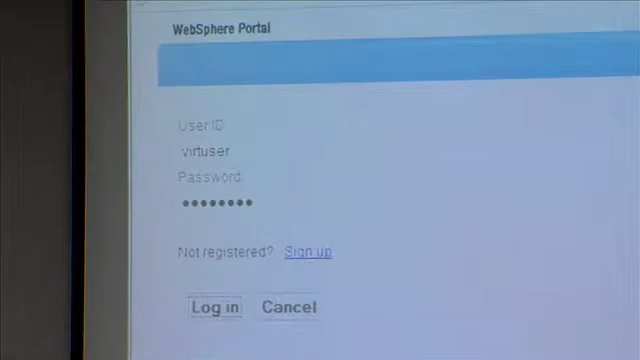 WebSphere Portal
User ID
virtuser
Password
••••••••
Not registered? Sign up
Log in Cancel